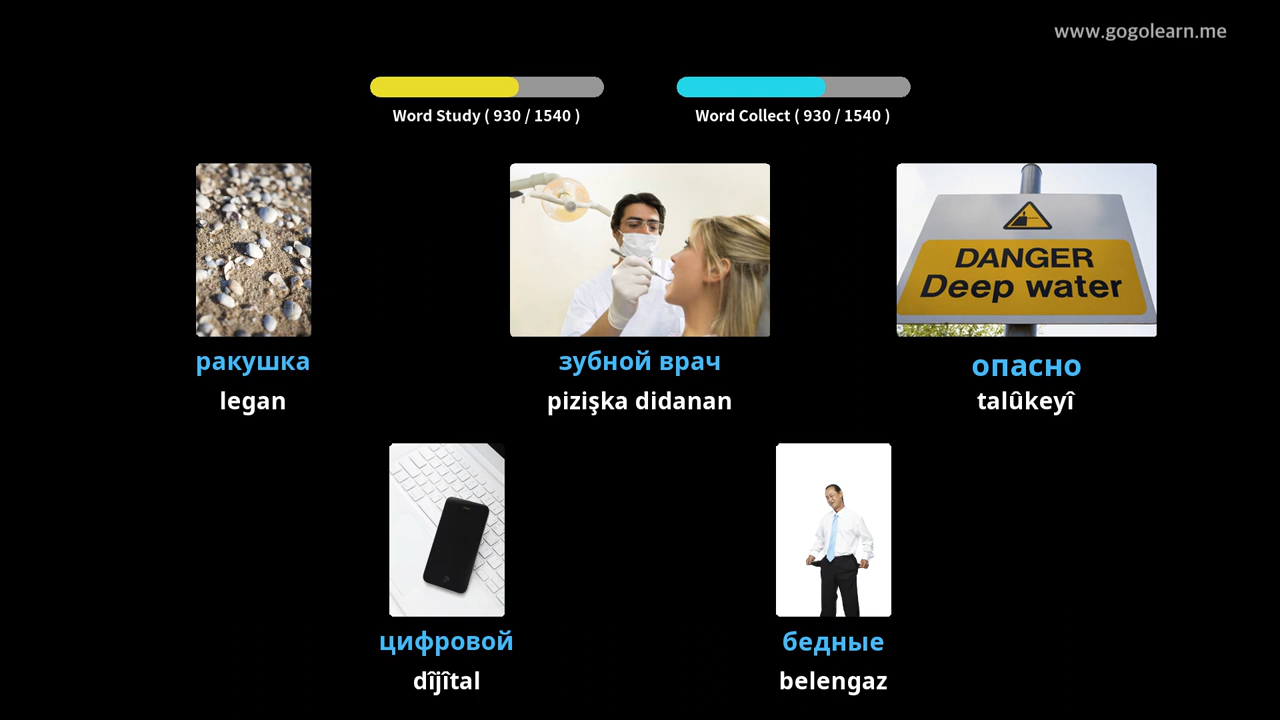 www.gogolearn.me
Word Study ( 930 / 1540 )
Word Collect ( 930 / 1540 )
DANGER
Deep water
ракушка
зубной врач
опасно
legan
pizişka didanan
talûkeyî
цифровой
бедные
dîjîtal
belengaz